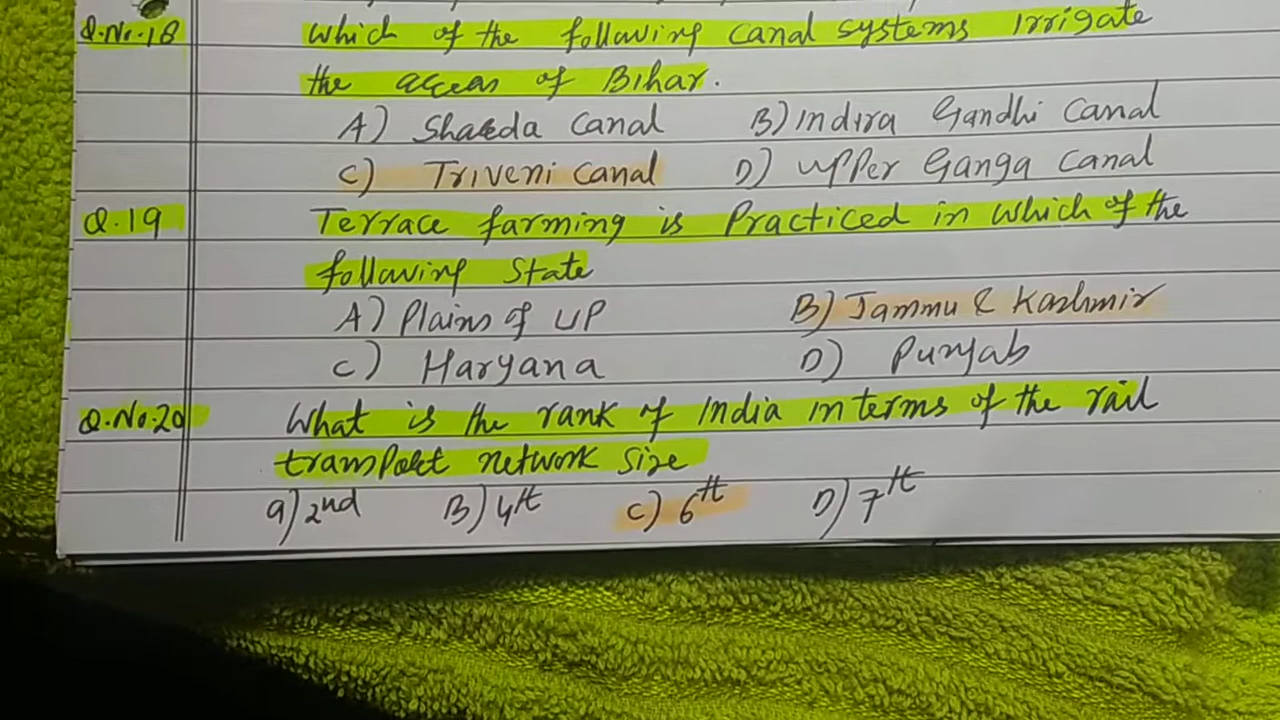 Q.No.18 Which of the following canal systems Irrigate
the acceas of Bihar.
A) Sharda Canal B) Indira Gandhi Canal
C) Triveni Canal D) Upper Ganga Canal
Q.19 Terrace farming is Practiced in which of the
following State
A) Plains of UP B) Jammu & Kashmir
C) Haryana D) Punjab
Q.No.20 What is the rank of India in terms of the rail
transport network size
a) 2nd B) 4th C) 6th D) 7th